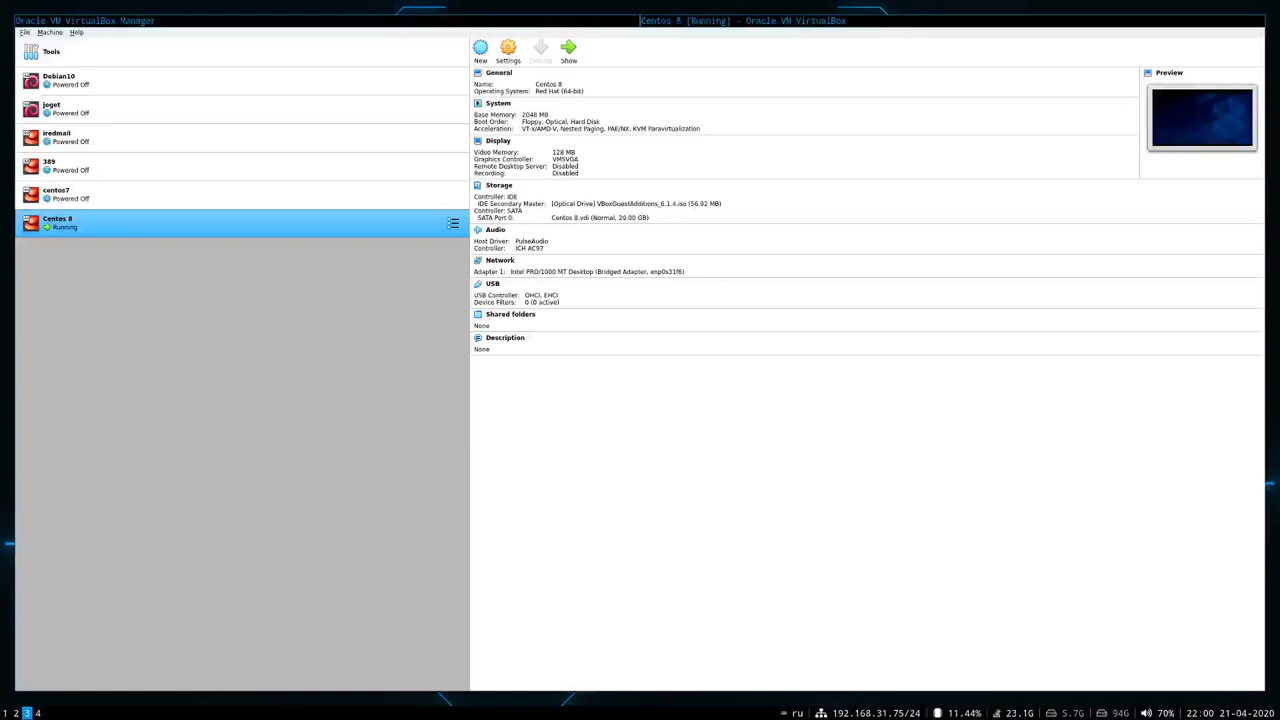 Oracle VM VirtualBox Manager
Centos 8 [Running] - Oracle VM VirtualBox
File Machine Help
Tools
Debian10
Powered Off
joget
Powered Off
iredmail
Powered Off
389
Powered Off
centos7
Powered Off
Centos 8
Running
New Settings Discard Show
General
Name: Centos 8
Operating System: Red Hat (64-bit)
System
Base Memory: 2048 MB
Boot Order: Floppy, Optical, Hard Disk
Acceleration: VT-x/AMD-V, Nested Paging, PAE/NX, KVM Paravirtualization
Display
Video Memory: 128 MB
Graphics Controller: VMSVGA
Remote Desktop Server: Disabled
Recording: Disabled
Storage
Controller: IDE
IDE Secondary Master: [Optical Drive] VBoxGuestAdditions_6.1.4.iso (56.92 MB)
Controller: SATA
SATA Port 0: Centos 8.vdi (Normal, 20.00 GB)
Audio
Host Driver: PulseAudio
Controller: ICH AC97
Network
Adapter 1: Intel PRO/1000 MT Desktop (Bridged Adapter, enp0s31f6)
USB
USB Controller: OHCI, EHCI
Device Filters: 0 (0 active)
Shared folders
None
Description
None
Preview
1 2 3 4
ru 192.168.31.75/24 11.44% 23.1G 5.7G 94G 70% 22:00 21-04-2020